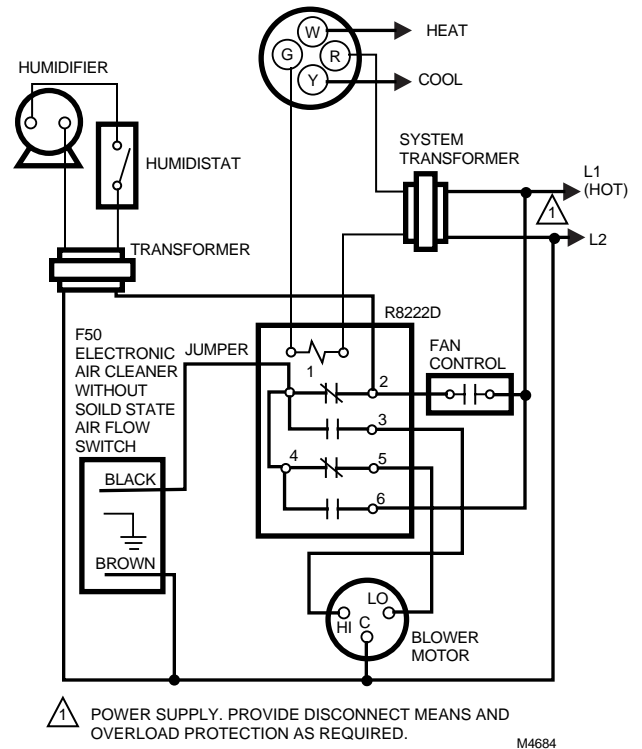 W
HEAT
G
R
Y
COOL
HUMIDIFIER
HUMIDISTAT
SYSTEM
TRANSFORMER
L1
(HOT)
1
L2
TRANSFORMER
R8222D
F50
ELECTRONIC
AIR CLEANER
WITHOUT
SOILD STATE
AIR FLOW
SWITCH
JUMPER
FAN
CONTROL
1
2
3
4
5
6
BLACK
BROWN
LO
HI
C
BLOWER
MOTOR
1
POWER SUPPLY. PROVIDE DISCONNECT MEANS AND
OVERLOAD PROTECTION AS REQUIRED.
M4684